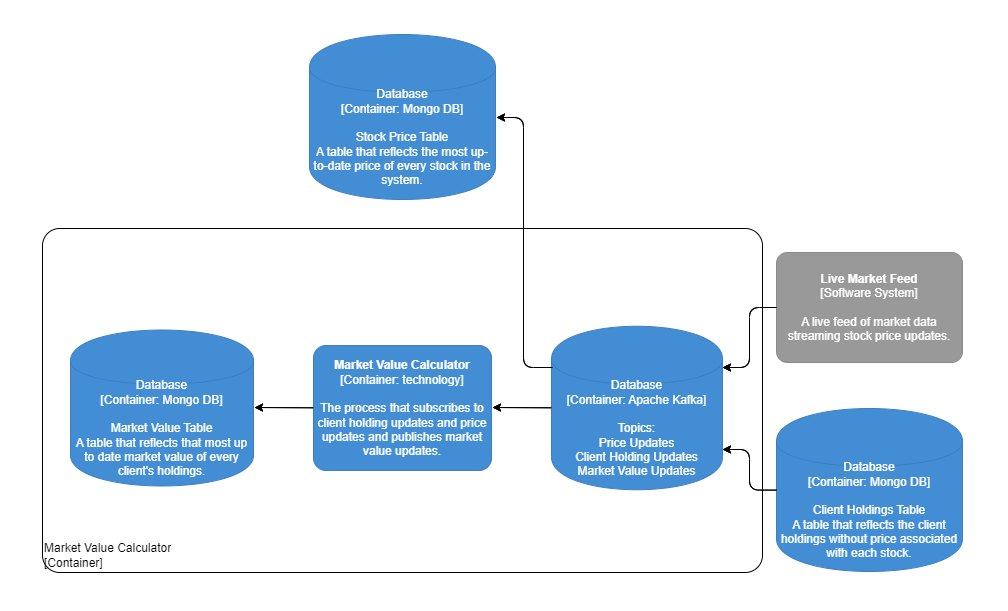 Database
[Container: Mongo DB]
Stock Price Table
A table that reflects the most up-
to-date price of every stock in the
system.
Live Market Feed
[Software System]
A live feed of market data
streaming stock price updates.
Database
[Container: Mongo DB]
Market Value Table
A table that reflects that most up
to date market value of every
client's holdings.
Market Value Calculator
[Container: technology]
The process that subscribes to
client holding updates and price
updates and publishes market
value updates.
Database
[Container: Apache Kafka]
Topics:
Price Updates
Client Holding Updates
Market Value Updates
Database
[Container: Mongo DB]
Client Holdings Table
A table that reflects the client
holdings without price associated
with each stock.
Market Value Calculator
[Container]